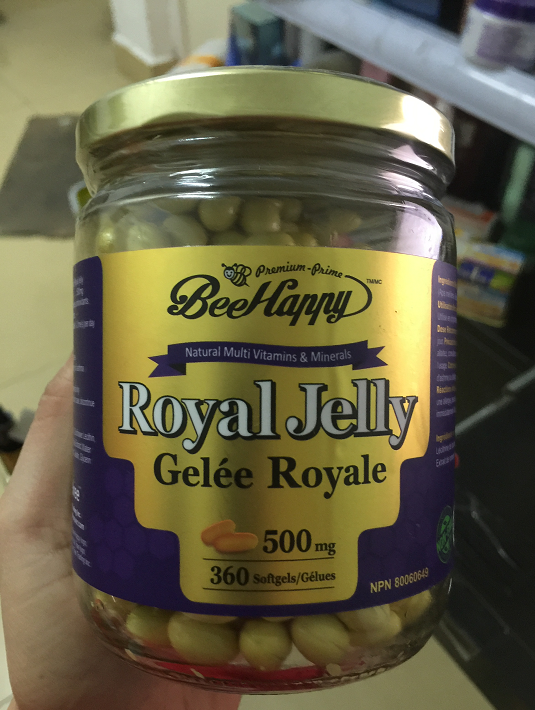 Premium-Prime
BeeHappy TM/MC
Natural Multi Vitamins & Minerals
Royal Jelly
Gelée Royale
500 mg
360 Softgels/Gélules
NPN 80060649